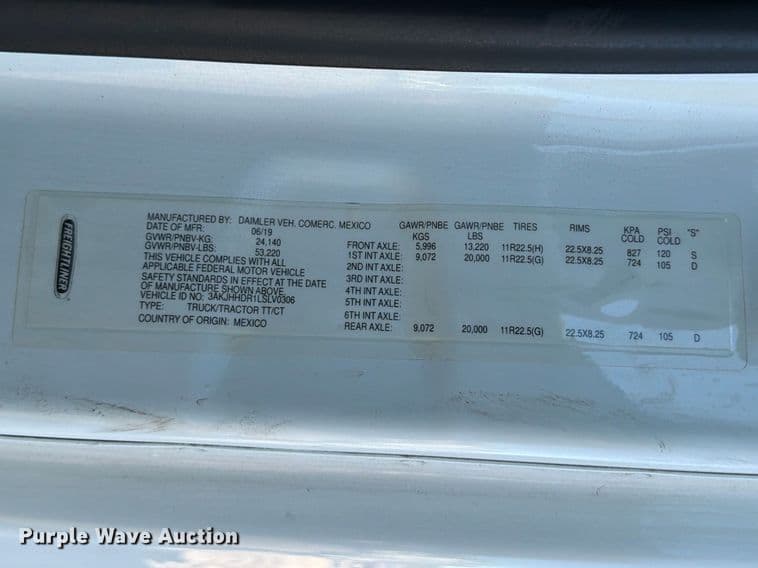 FREIGHTLINER
MANUFACTURED BY: DAIMLER VEH. COMERC. MEXICO
DATE OF MFR: 06/19
GVWR/PNBV-KG: 24,140
GVWR/PNBV-LBS: 53,220
THIS VEHICLE COMPLIES WITH ALL
APPLICABLE FEDERAL MOTOR VEHICLE
SAFETY STANDARDS IN EFFECT AT THE DATE
OF MANUFACTURE SHOWN ABOVE.
VEHICLE ID NO: 3AKJHHDR1LSLV0306
TYPE: TRUCK/TRACTOR TT/CT
COUNTRY OF ORIGIN: MEXICO
GAWR/PNBE KGS GAWR/PNBE LBS TIRES RIMS KPA COLD PSI COLD "S"
FRONT AXLE: 5,996 13,220 11R22.5(H) 22.5X8.25 827 120 S
1ST INT AXLE: 9,072 20,000 11R22.5(G) 22.5X8.25 724 105 D
2ND INT AXLE:
3RD INT AXLE:
4TH INT AXLE:
5TH INT AXLE:
6TH INT AXLE:
REAR AXLE: 9,072 20,000 11R22.5(G) 22.5X8.25 724 105 D
Purple Wave Auction